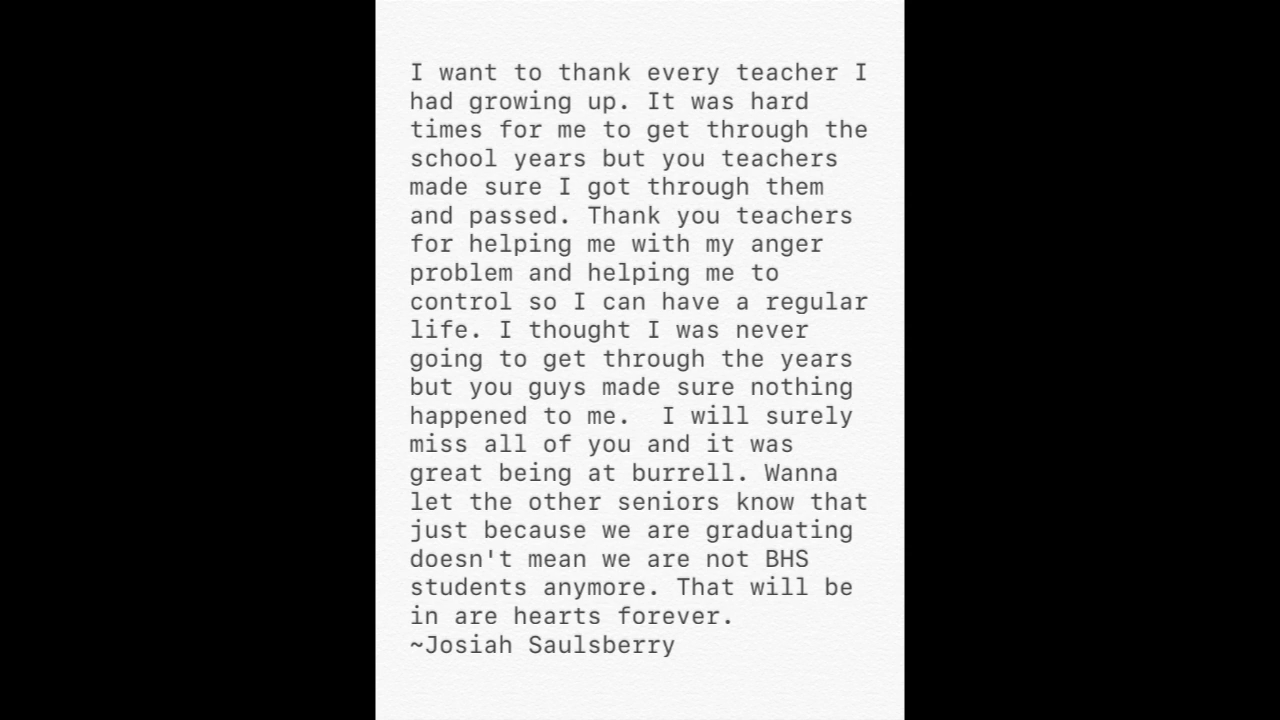 I want to thank every teacher I
had growing up. It was hard
times for me to get through the
school years but you teachers
made sure I got through them
and passed. Thank you teachers
for helping me with my anger
problem and helping me to
control so I can have a regular
life. I thought I was never
going to get through the years
but you guys made sure nothing
happened to me.  I will surely
miss all of you and it was
great being at burrell. Wanna
let the other seniors know that
just because we are graduating
doesn't mean we are not BHS
students anymore. That will be
in are hearts forever.
~Josiah Saulsberry